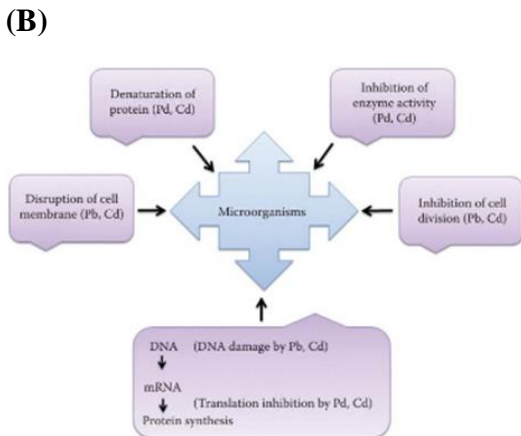 (B)
Denaturation of
protein (Pd, Cd)
Inhibition of
enzyme activity
(Pd, Cd)
Disruption of cell
membrane (Pb, Cd)
Microorganisms
Inhibition of cell
division (Pb, Cd)
DNA (DNA damage by Pb, Cd)
mRNA
(Translation inhibition by Pd, Cd)
Protein synthesis